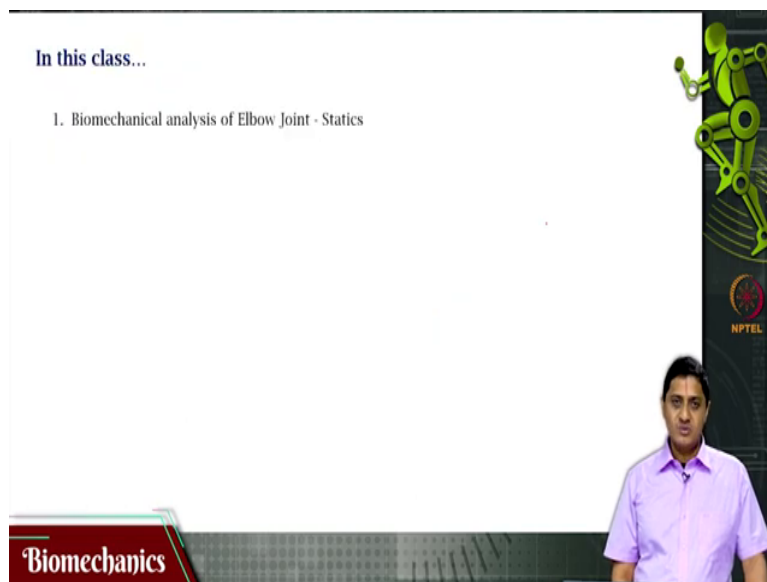 In this class...
1. Biomechanical analysis of Elbow Joint - Statics
NPTEL
Biomechanics